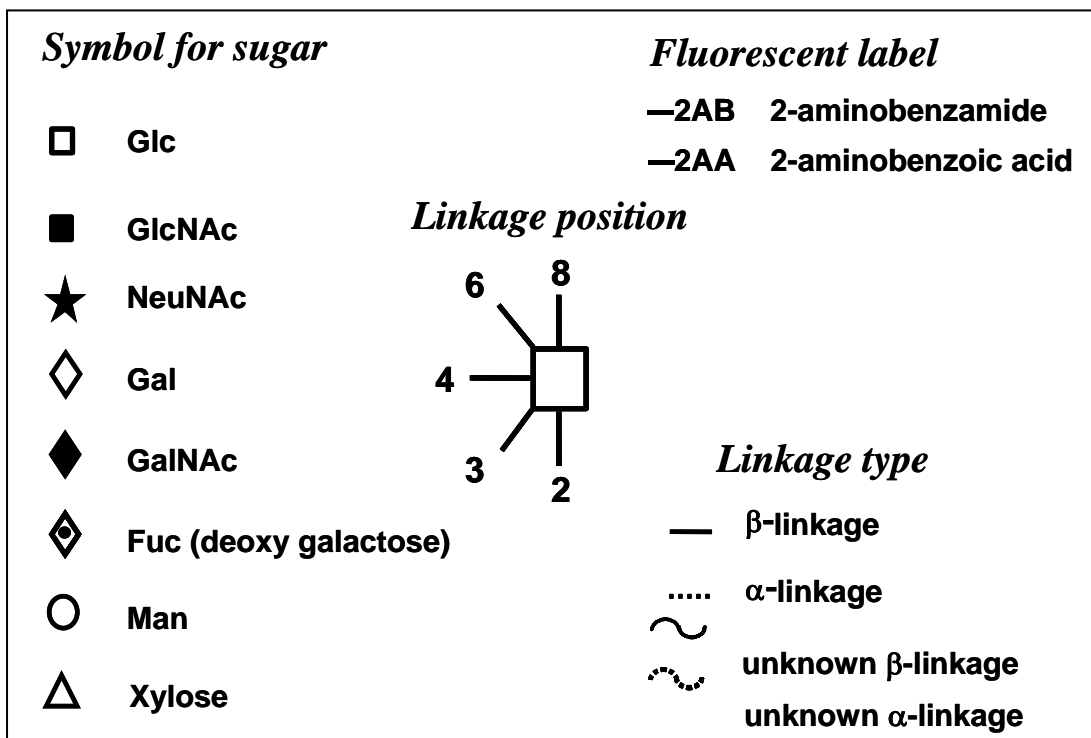 Symbol for sugar
Glc
GlcNAc
NeuNAc
Gal
GalNAc
Fuc (deoxy galactose)
Man
Xylose
Fluorescent label
—2AB 2-aminobenzamide
—2AA 2-aminobenzoic acid
Linkage position
8
6
4
3
2
Linkage type
β-linkage
α-linkage
unknown β-linkage
unknown α-linkage